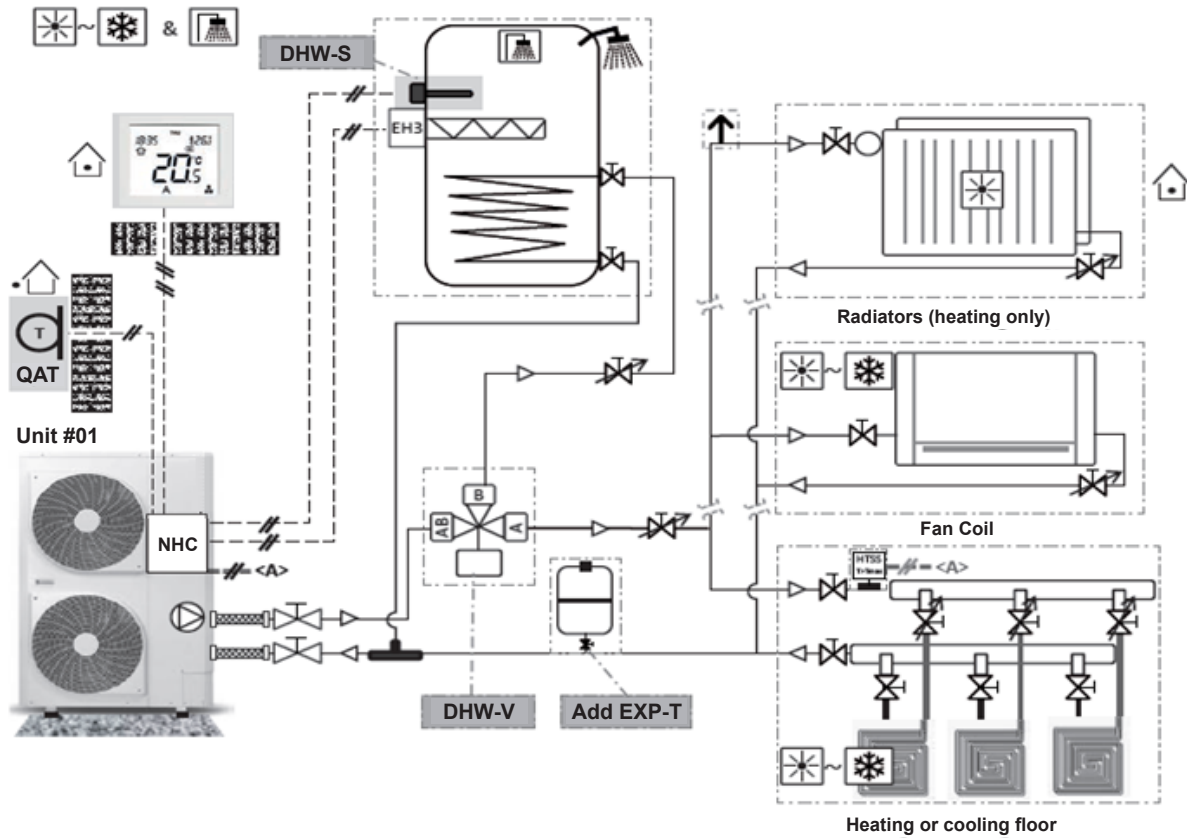 &
DHW-S
EH3
20.5 °C
A
T
QAT
Radiators (heating only)
Unit #01
B
AB
A
Fan Coil
NHC
<A>
HTSS
<A>
DHW-V
Add EXP-T
Heating or cooling floor